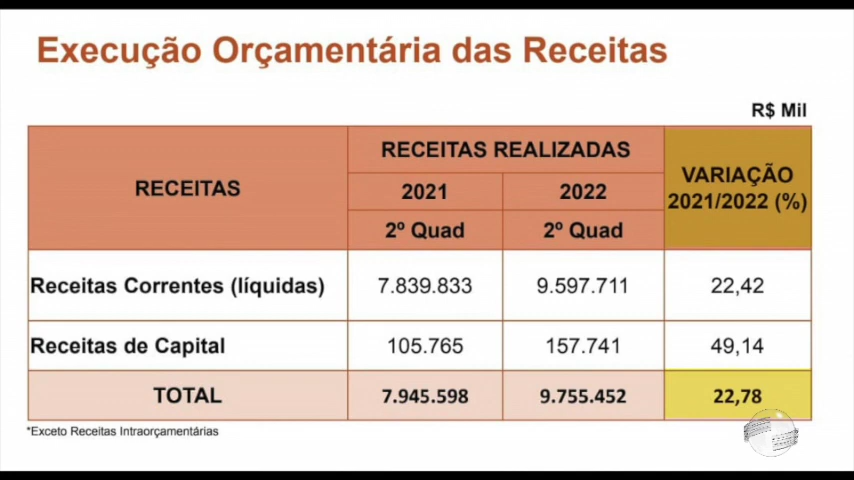 Execução Orçamentária das Receitas
R$ Mil
RECEITAS
RECEITAS REALIZADAS
VARIAÇÃO
2021/2022 (%)
2021
2022
2º Quad
2º Quad
Receitas Correntes (líquidas) 7.839.833 9.597.711 22,42
Receitas de Capital 105.765 157.741 49,14
TOTAL 7.945.598 9.755.452 22,78
*Exceto Receitas Intraorçamentárias